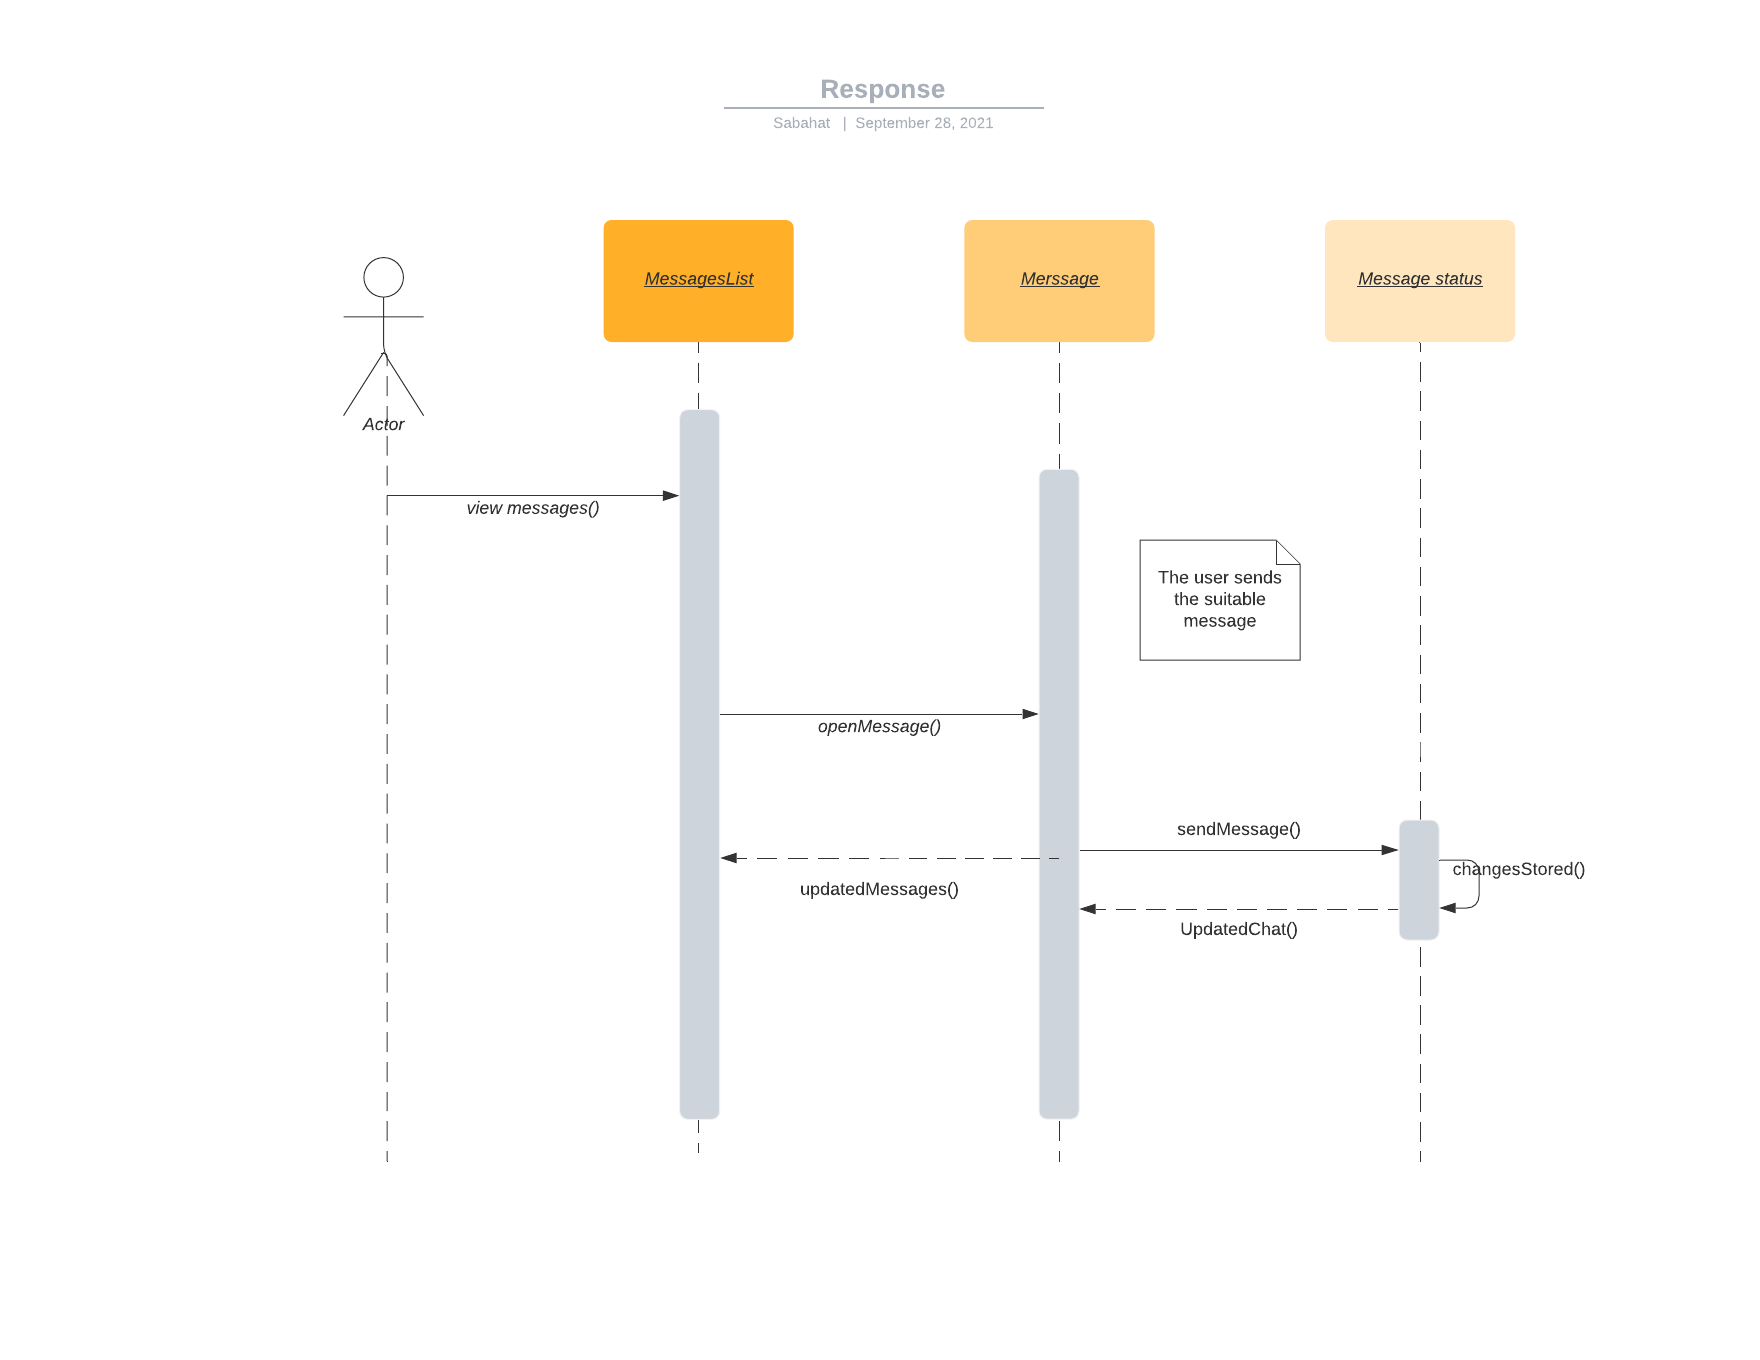 Response
Sabahat | September 28, 2021
MessagesList
Merssage
Message status
Actor
view messages()
The user sends
the suitable
message
openMessage()
sendMessage()
changesStored()
updatedMessages()
UpdatedChat()